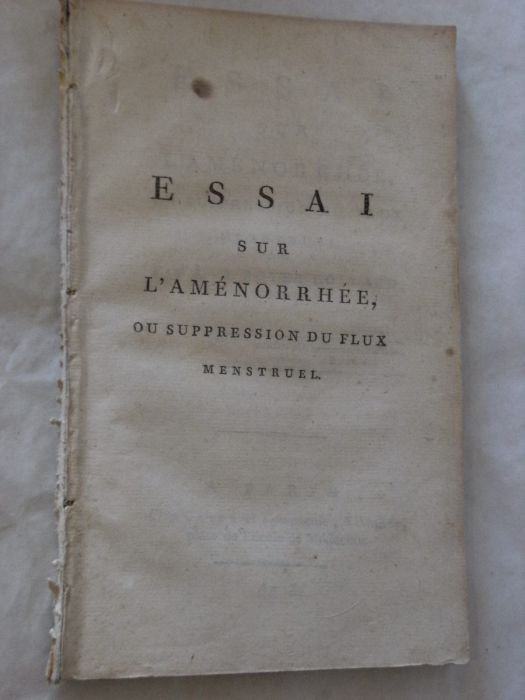 ESSAI
SUR
L'AMÉNORRHÉE,
OU SUPPRESSION DU FLUX
MENSTRUEL.